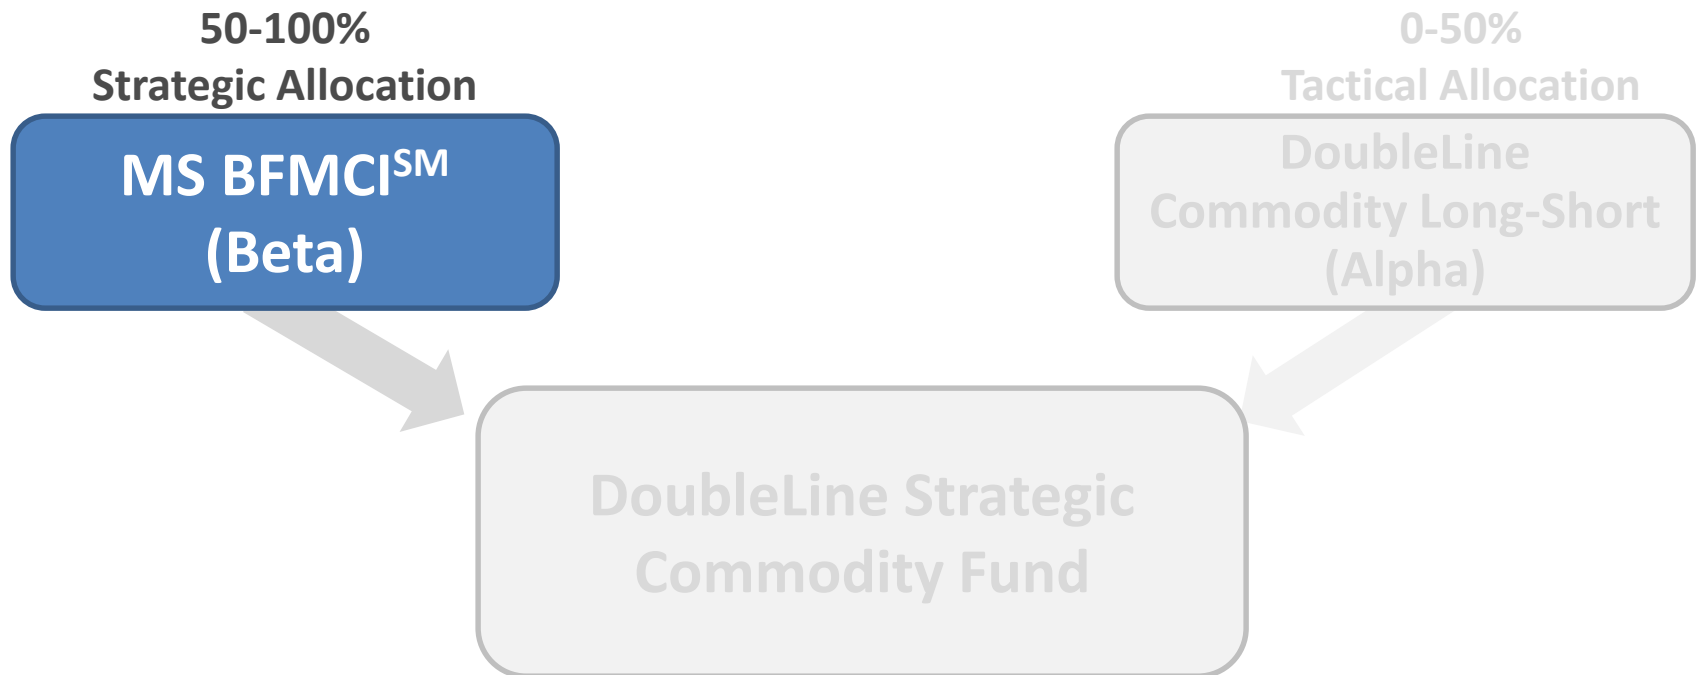 50-100%
Strategic Allocation
MS BFMCI℠
(Beta)
0-50%
Tactical Allocation
DoubleLine
Commodity Long-Short
(Alpha)
DoubleLine Strategic
Commodity Fund